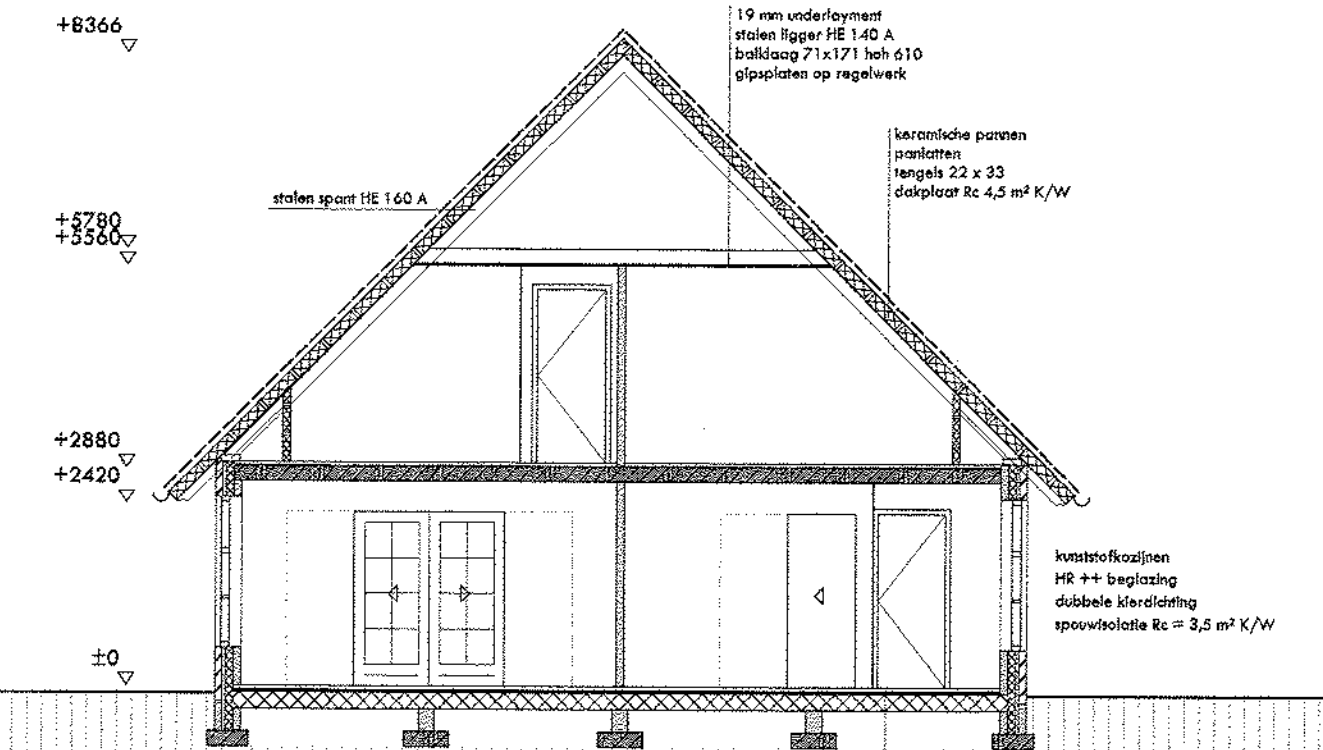 +8366
19 mm underlayment
stalen ligger HE 140 A
balklaag 71x171 hoh 610
gipsplaten op regelwerk
keramische pannen
panlatten
tengels 22 x 33
dakplaat Rc 4,5 m² K/W
stalen spant HE 160 A
+5780
+5560
+2880
+2420
kunststofkozijnen
HR ++ beglazing
dubbele kierdichting
spouwisolatie Rc = 3,5 m² K/W
±0